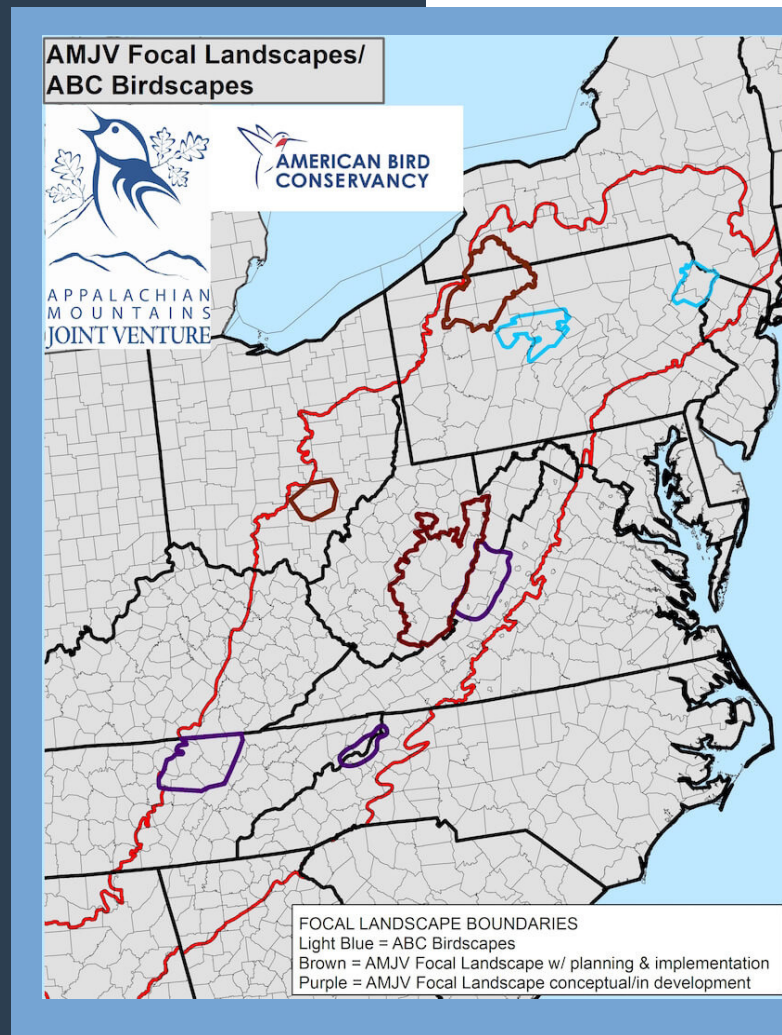 AMJV Focal Landscapes/
ABC Birdscapes
AMERICAN BIRD
CONSERVANCY
APPALACHIAN
MOUNTAINS
JOINT VENTURE
FOCAL LANDSCAPE BOUNDARIES
Light Blue = ABC Birdscapes
Brown = AMJV Focal Landscape w/ planning & implementation
Purple = AMJV Focal Landscape conceptual/in development